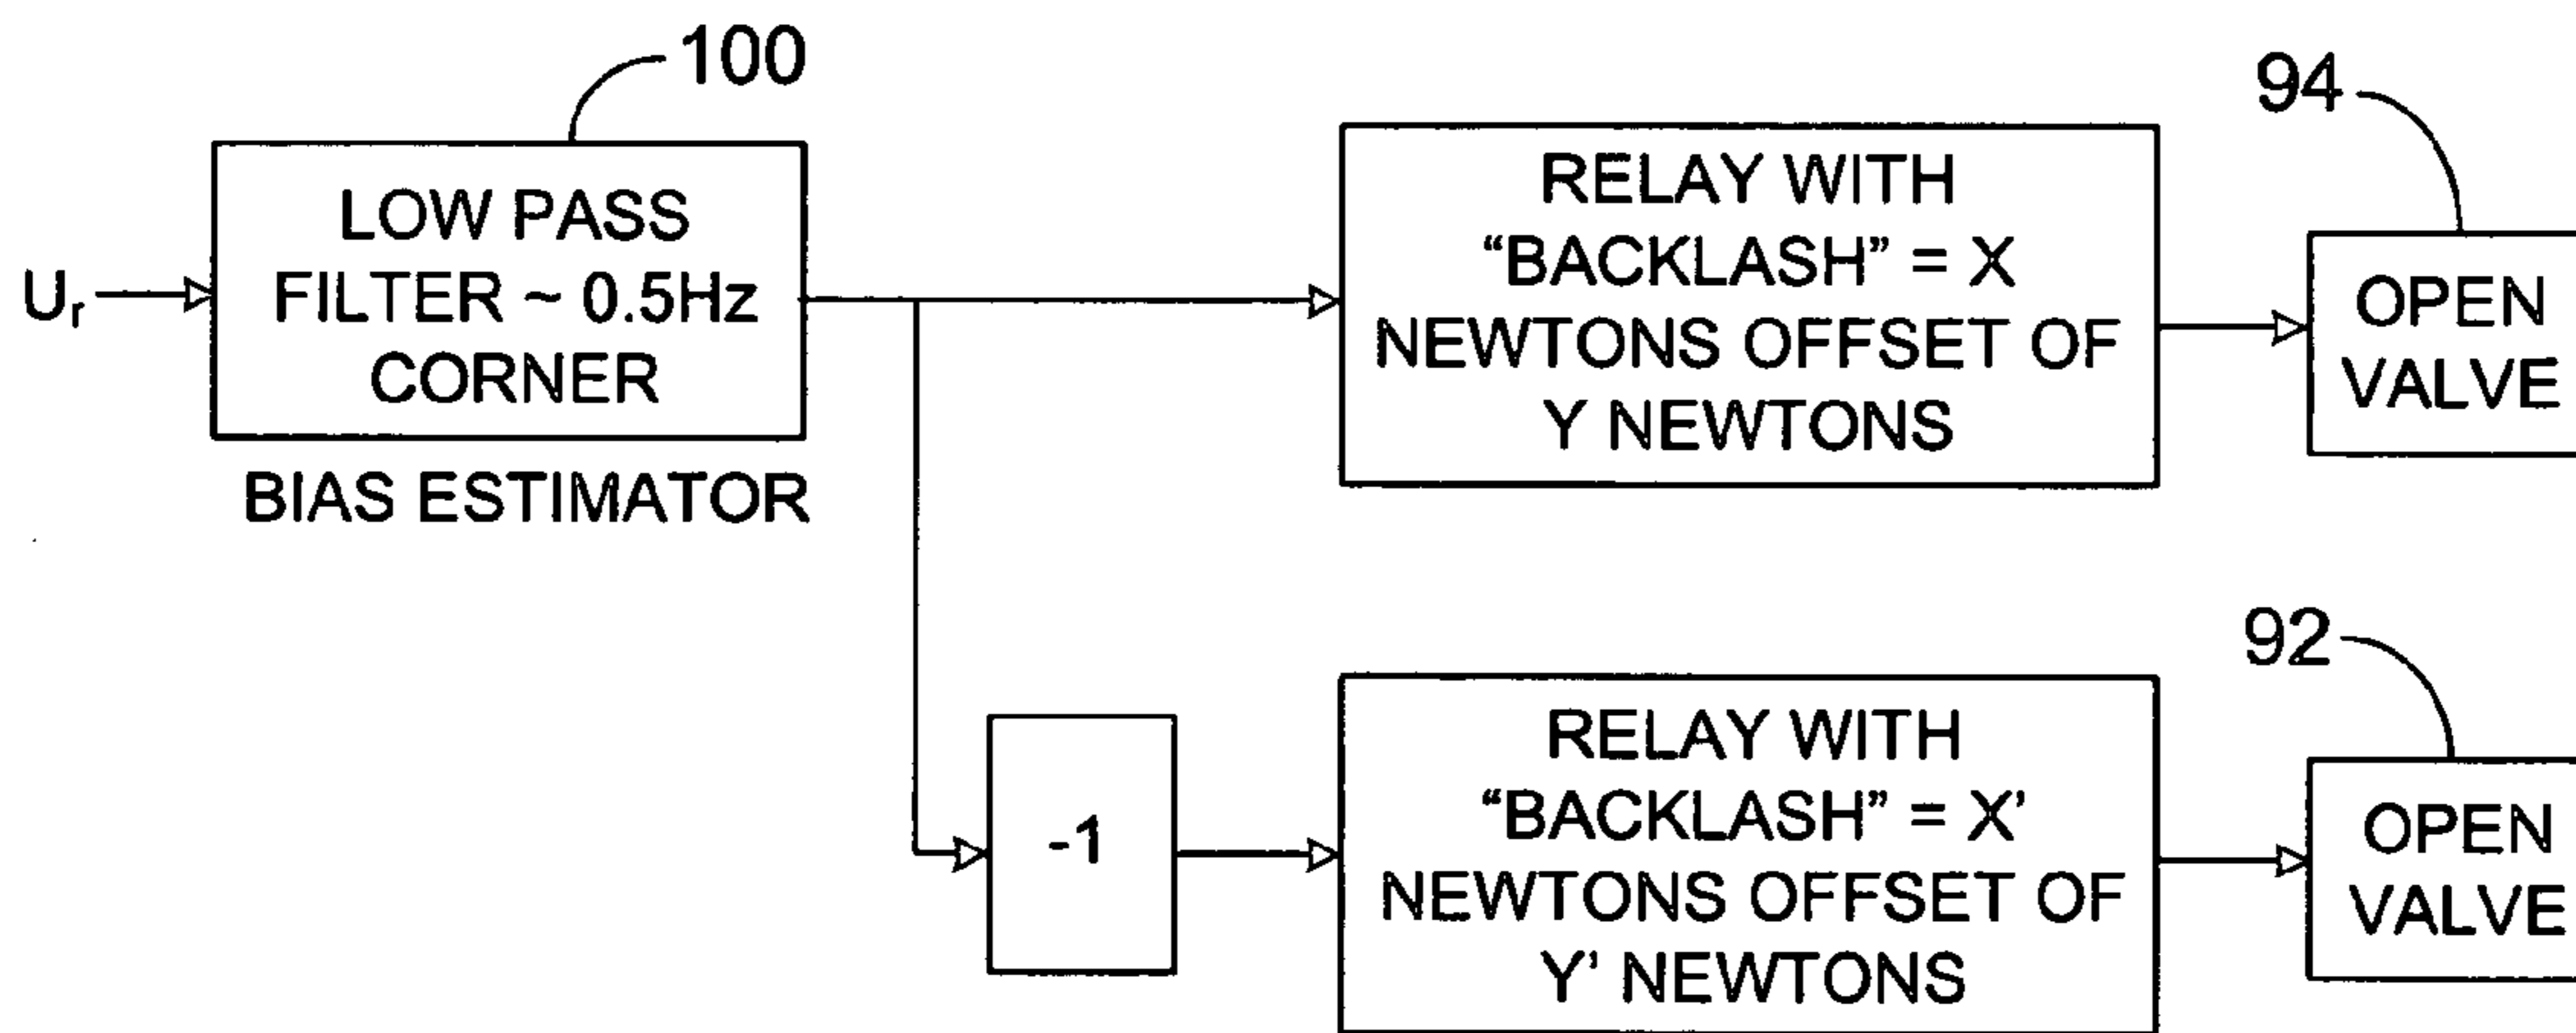 100
LOW PASS
FILTER ~ 0.5Hz
CORNER
BIAS ESTIMATOR
Uᵣ
RELAY WITH
“BACKLASH” = X
NEWTONS OFFSET OF
Y NEWTONS
94
OPEN
VALVE
-1
RELAY WITH
“BACKLASH” = X'
NEWTONS OFFSET OF
Y' NEWTONS
92
OPEN
VALVE